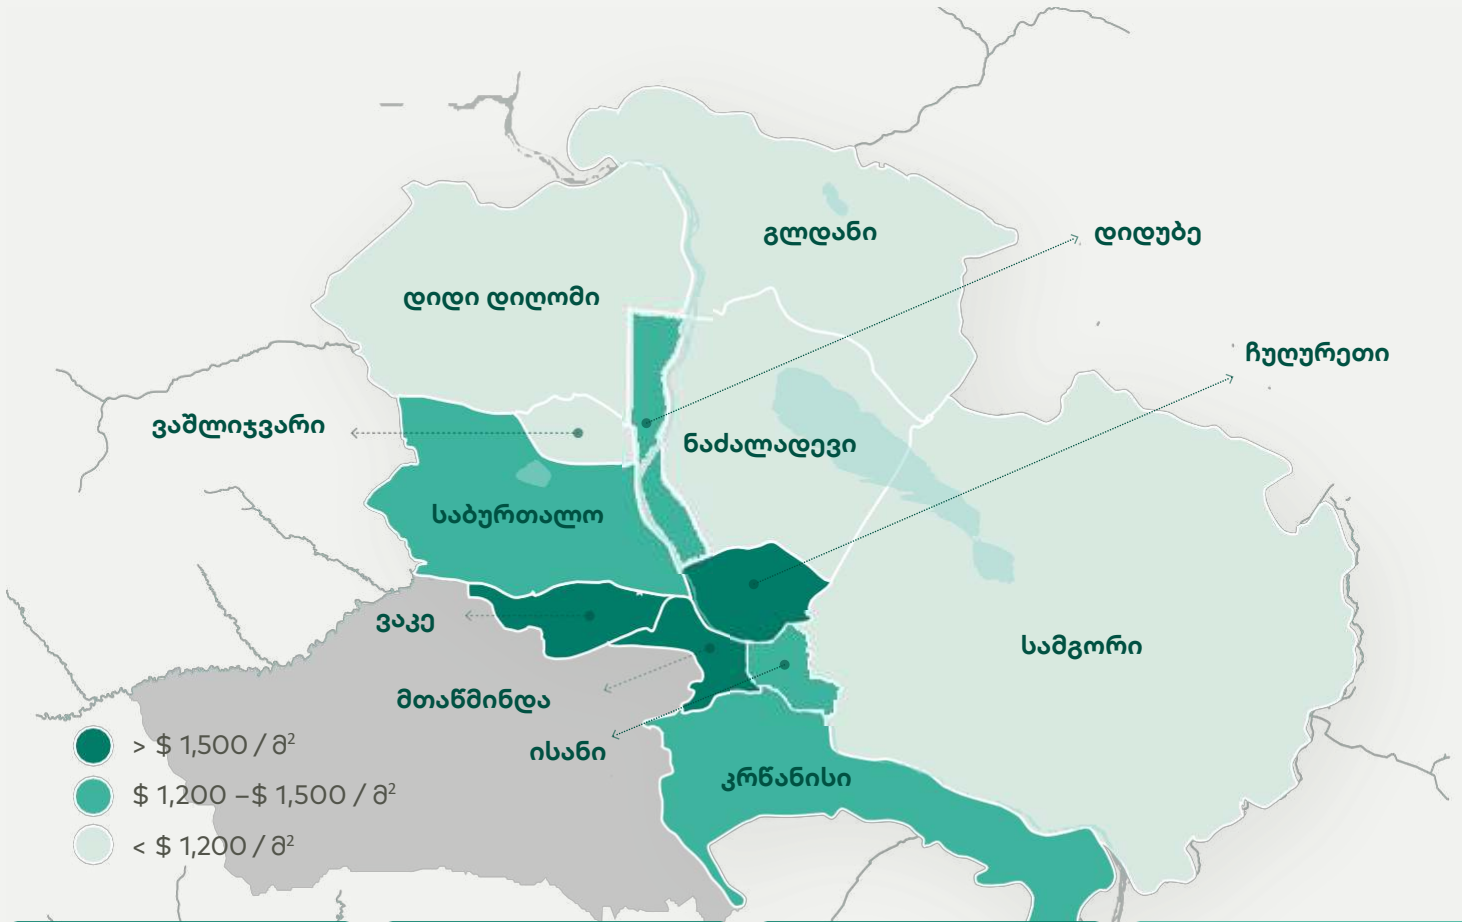 გლდანი
დიდუბე
დიდი დიღომი
ჩუღურეთი
ვაშლიჯვარი
ნაძალადევი
საბურთალო
ვაკე
სამგორი
მთაწმინდა
ისანი
კრწანისი
> $ 1,500 / მ²
$ 1,200 –$ 1,500 / მ²
< $ 1,200 / მ²